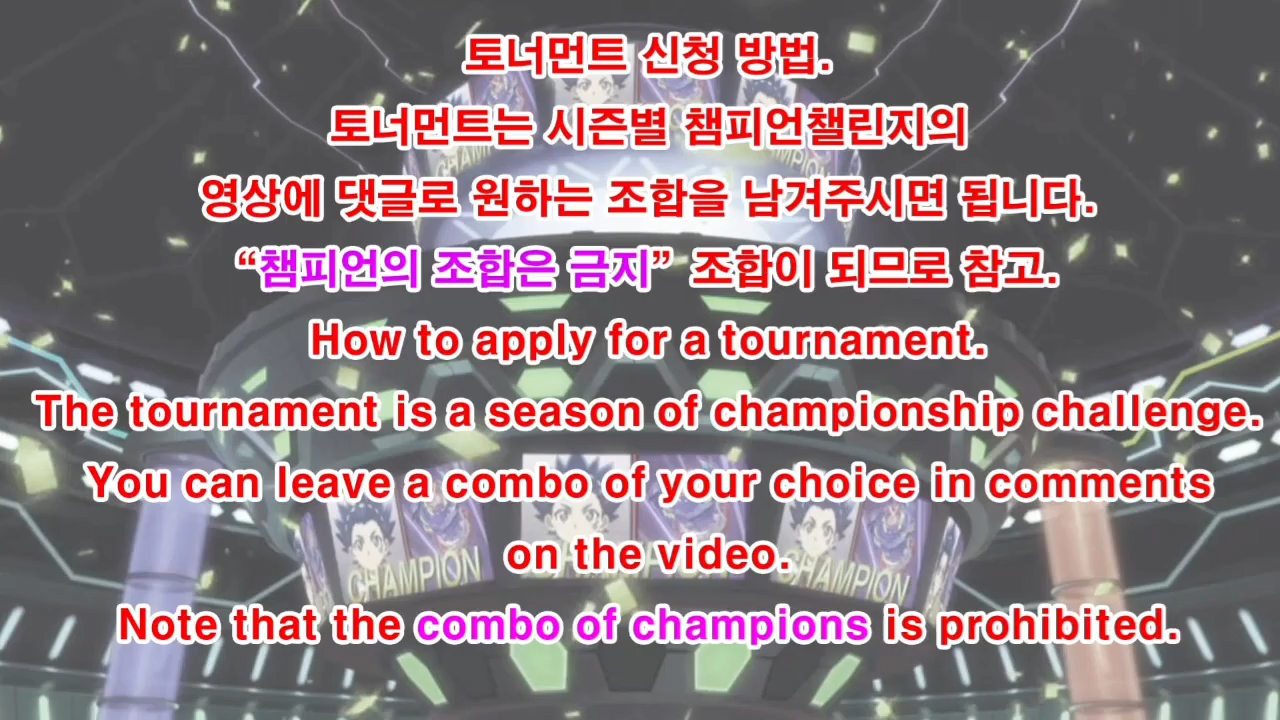 토너먼트 신청 방법.
토너먼트는 시즌별 챔피언챌린지의
영상에 댓글로 원하는 조합을 남겨주시면 됩니다.
“챔피언의 조합은 금지” 조합이 되므로 참고.
How to apply for a tournament.
The tournament is a season of championship challenge.
You can leave a combo of your choice in comments
on the video.
Note that the combo of champions is prohibited.
CHAMPION
CHAMPION
CHAMPION